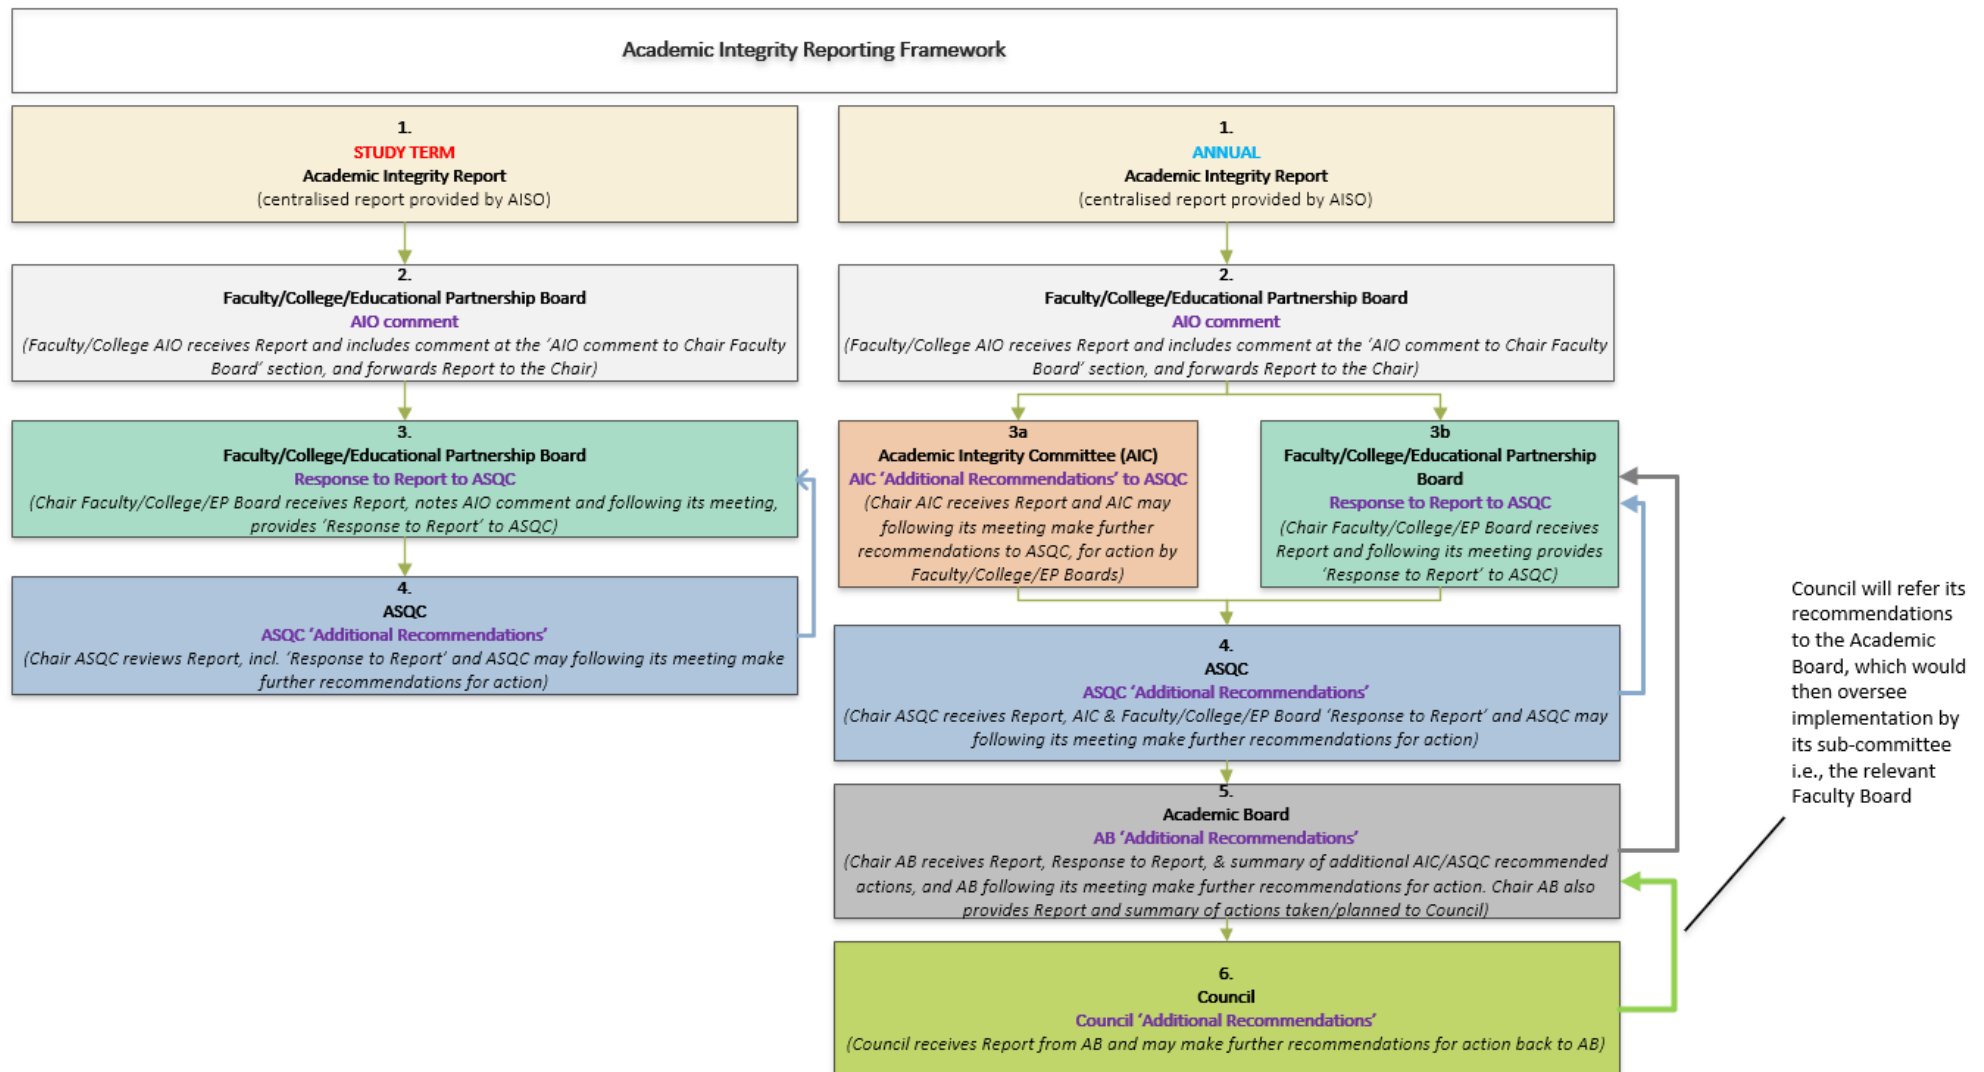 Academic Integrity Reporting Framework
1.
STUDY TERM
Academic Integrity Report
(centralised report provided by AISO)
2.
Faculty/College/Educational Partnership Board
AIO comment
(Faculty/College AIO receives Report and includes comment at the ‘AIO comment to Chair Faculty
Board’ section, and forwards Report to the Chair)
3.
Faculty/College/Educational Partnership Board
Response to Report to ASQC
(Chair Faculty/College/EP Board receives Report, notes AIO comment and following its meeting,
provides ‘Response to Report’ to ASQC)
4.
ASQC
ASQC ‘Additional Recommendations’
(Chair ASQC reviews Report, incl. ‘Response to Report’ and ASQC may following its meeting make
further recommendations for action)
1.
ANNUAL
Academic Integrity Report
(centralised report provided by AISO)
2.
Faculty/College/Educational Partnership Board
AIO comment
(Faculty/College AIO receives Report and includes comment at the ‘AIO comment to Chair Faculty
Board’ section, and forwards Report to the Chair)
3a
Academic Integrity Committee (AIC)
AIC ‘Additional Recommendations’ to ASQC
(Chair AIC receives Report and AIC may
following its meeting make further
recommendations to ASQC, for action by
Faculty/College/EP Boards)
3b
Faculty/College/Educational Partnership
Board
Response to Report to ASQC
(Chair Faculty/College/EP Board receives
Report and following its meeting provides
‘Response to Report’ to ASQC)
4.
ASQC
ASQC ‘Additional Recommendations’
(Chair ASQC receives Report, AIC & Faculty/College/EP Board ‘Response to Report’ and ASQC may
following its meeting make further recommendations for action)
5.
Academic Board
AB ‘Additional Recommendations’
(Chair AB receives Report, Response to Report, & summary of additional AIC/ASQC recommended
actions, and AB following its meeting make further recommendations for action. Chair AB also
provides Report and summary of actions taken/planned to Council)
6.
Council
Council ‘Additional Recommendations’
(Council receives Report from AB and may make further recommendations for action back to AB)
Council will refer its
recommendations
to the Academic
Board, which would
then oversee
implementation by
its sub-committee
i.e., the relevant
Faculty Board